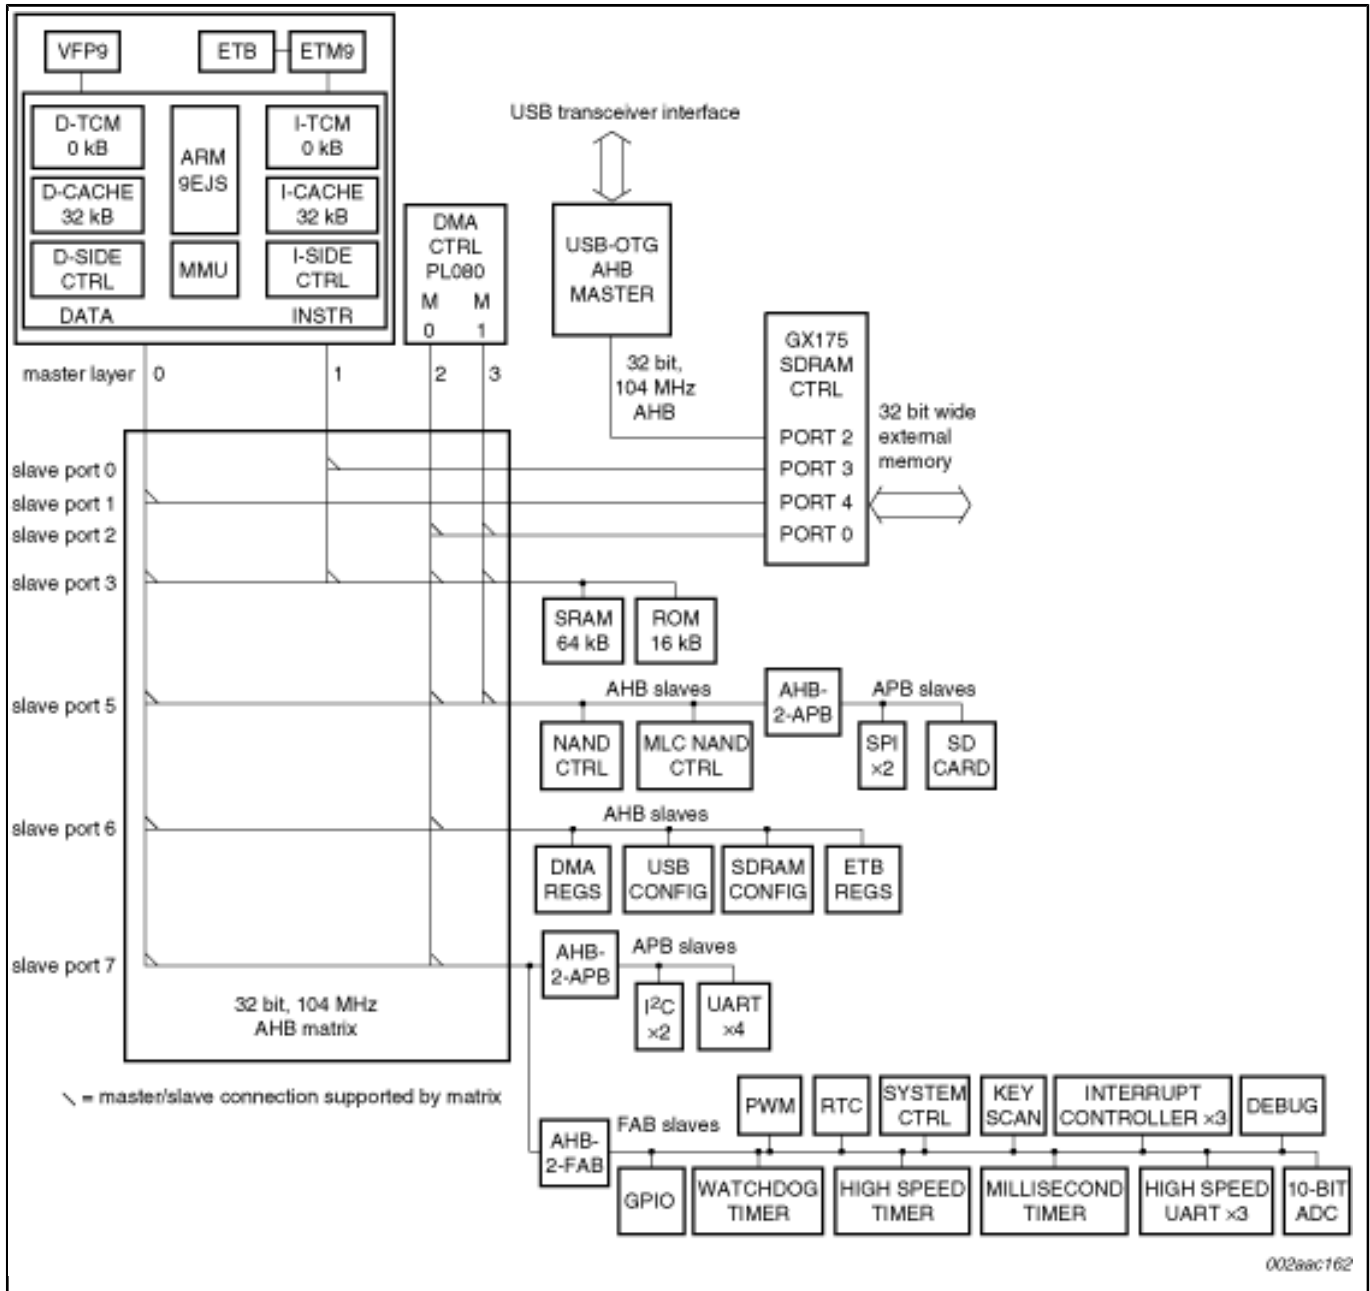 VFP9
ETB
ETM9
D-TCM
0 kB
ARM
9EJS
I-TCM
0 kB
D-CACHE
32 kB
I-CACHE
32 kB
D-SIDE
CTRL
MMU
I-SIDE
CTRL
DATA
INSTR
DMA
CTRL
PL080
M
0
M
1
USB transceiver interface
USB-OTG
AHB
MASTER
32 bit,
104 MHz
AHB
GX175
SDRAM
CTRL
PORT 2
PORT 3
PORT 4
PORT 0
32 bit wide
external
memory
master layer
0
1
2
3
slave port 0
slave port 1
slave port 2
slave port 3
SRAM
64 kB
ROM
16 kB
slave port 5
AHB slaves
AHB-
2-APB
APB slaves
NAND
CTRL
MLC NAND
CTRL
SPI
×2
SD
CARD
slave port 6
AHB slaves
DMA
REGS
USB
CONFIG
SDRAM
CONFIG
ETB
REGS
slave port 7
AHB-
2-APB
APB slaves
I²C
×2
UART
×4
32 bit, 104 MHz
AHB matrix
= master/slave connection supported by matrix
AHB-
2-FAB
FAB slaves
PWM
RTC
SYSTEM
CTRL
KEY
SCAN
INTERRUPT
CONTROLLER ×3
DEBUG
GPIO
WATCHDOG
TIMER
HIGH SPEED
TIMER
MILLISECOND
TIMER
HIGH SPEED
UART ×3
10-BIT
ADC
002aac162